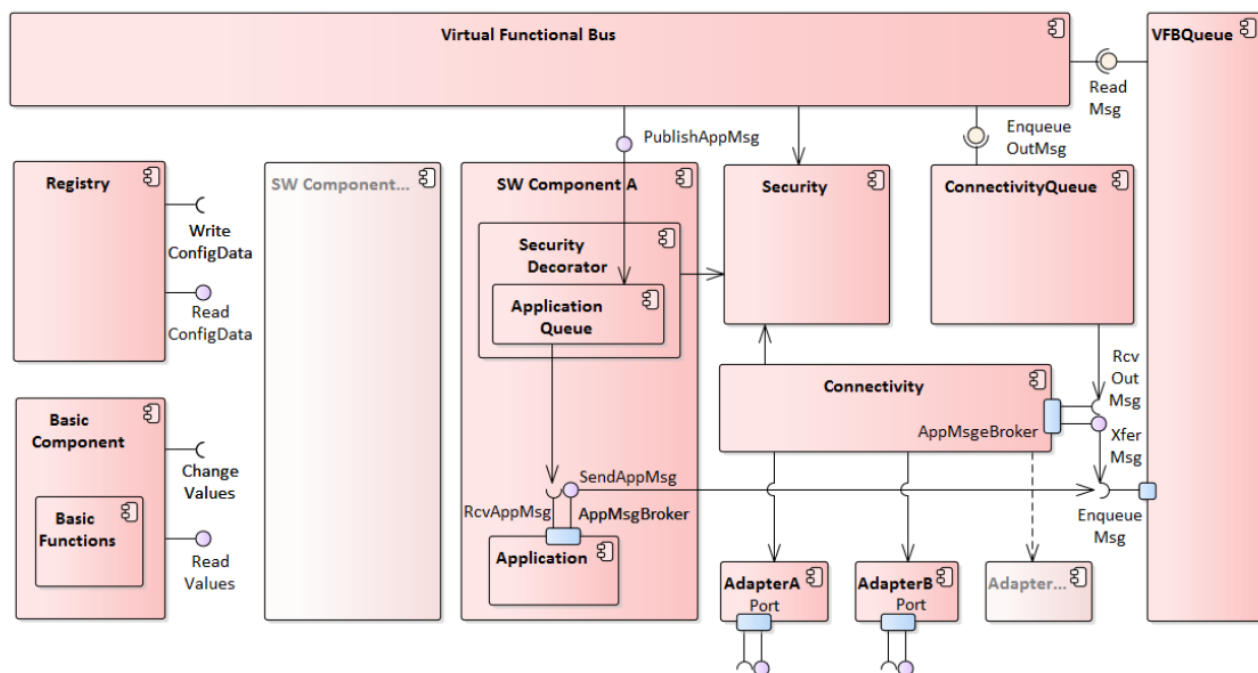 Virtual Functional Bus
VFBQueue
Read
Msg
PublishAppMsg
Enqueue
OutMsg
Registry
Write
ConfigData
Read
ConfigData
SW Component...
SW Component A
Security
Decorator
Application
Queue
Security
ConnectivityQueue
Rcv
Out
Msg
Connectivity
AppMsgeBroker
Xfer
Msg
Basic
Component
Change
Values
Basic
Functions
Read
Values
SendAppMsg
RcvAppMsg
AppMsgBroker
Enqueue
Msg
Application
AdapterA
Port
AdapterB
Port
Adapter...